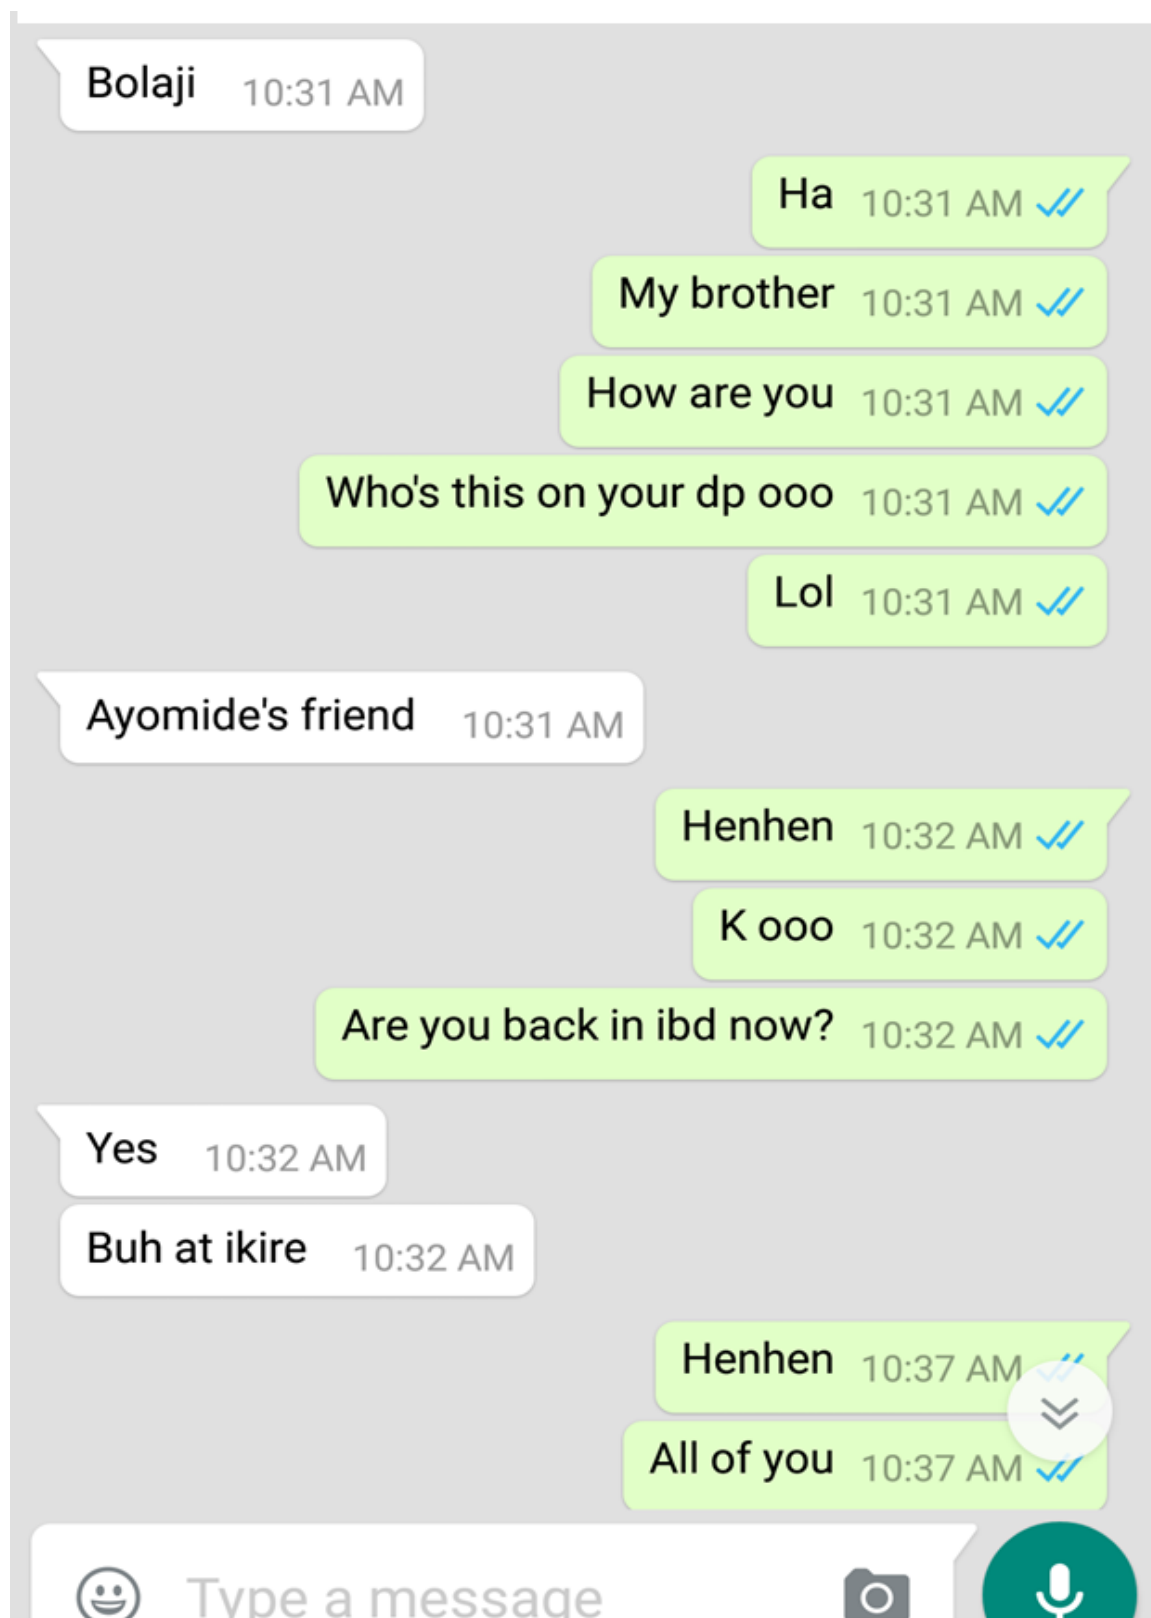 Bolaji 10:31 AM
Ha 10:31 AM
My brother 10:31 AM
How are you 10:31 AM
Who's this on your dp ooo 10:31 AM
Lol 10:31 AM
Ayomide's friend 10:31 AM
Henhen 10:32 AM
K ooo 10:32 AM
Are you back in ibd now? 10:32 AM
Yes 10:32 AM
Buh at ikire 10:32 AM
Henhen 10:37 AM
All of you 10:37 AM
Type a message